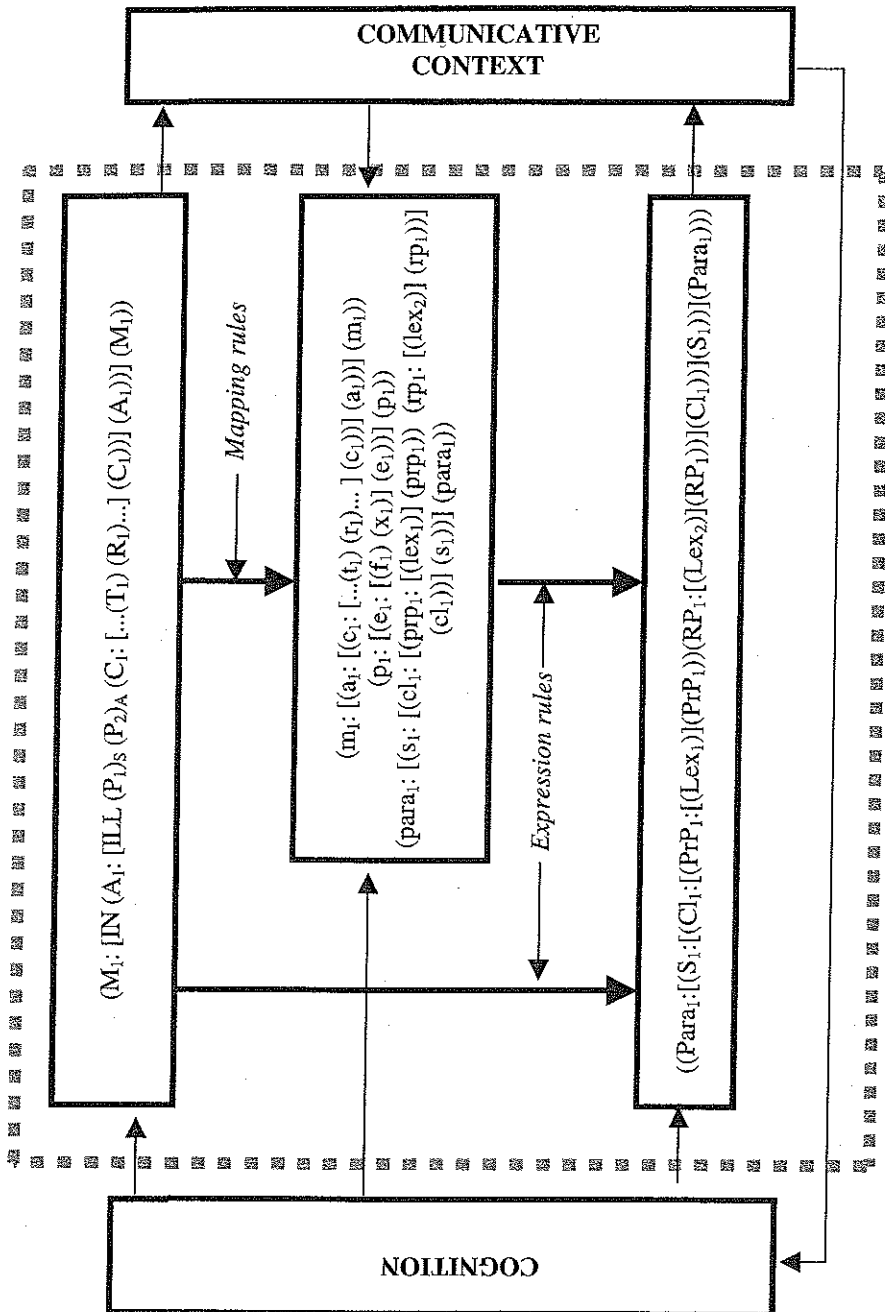 COMMUNICATIVE
CONTEXT
(M₁: [IN (A₁: [ILL (P₁)S (P₂)A (C₁: [...(T₁) (R₁)...] (C₁))] (A₁))] (M₁))
Mapping rules
(m₁: [(a₁: [(c₁: [...(t₁) (r₁)... ] (c₁))] (a₁))] (m₁))
(p₁: [(e₁: [(f₁) (x₁)] (e₁))] (p₁))
(para₁: [(s₁: [(cl₁: [(prp₁: [(lex₁)] (prp₁)) (rp₁: [(lex₂)] (rp₁))]
(cl₁))] (s₁))] (para₁))
Expression rules
((Para₁:[(S₁:[(Cl₁:[(PrP₁:[(Lex₁)](PrP₁))(RP₁:[(Lex₂)](RP₁))](Cl₁))](S₁))](Para₁)))
COGNITION